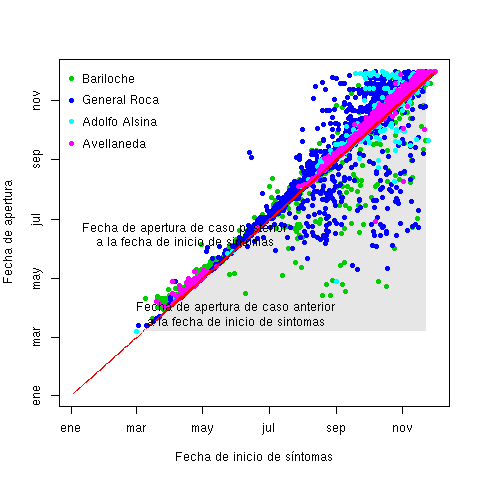 Bariloche
General Roca
Adolfo Alsina
Avellaneda
Fecha de apertura de caso posterior
a la fecha de inicio de síntomas
Fecha de apertura de caso anterior
a la fecha de inicio de sintomas
Fecha de apertura
ene
mar
may
jul
sep
nov
ene
mar
may
jul
sep
nov
Fecha de inicio de síntomas